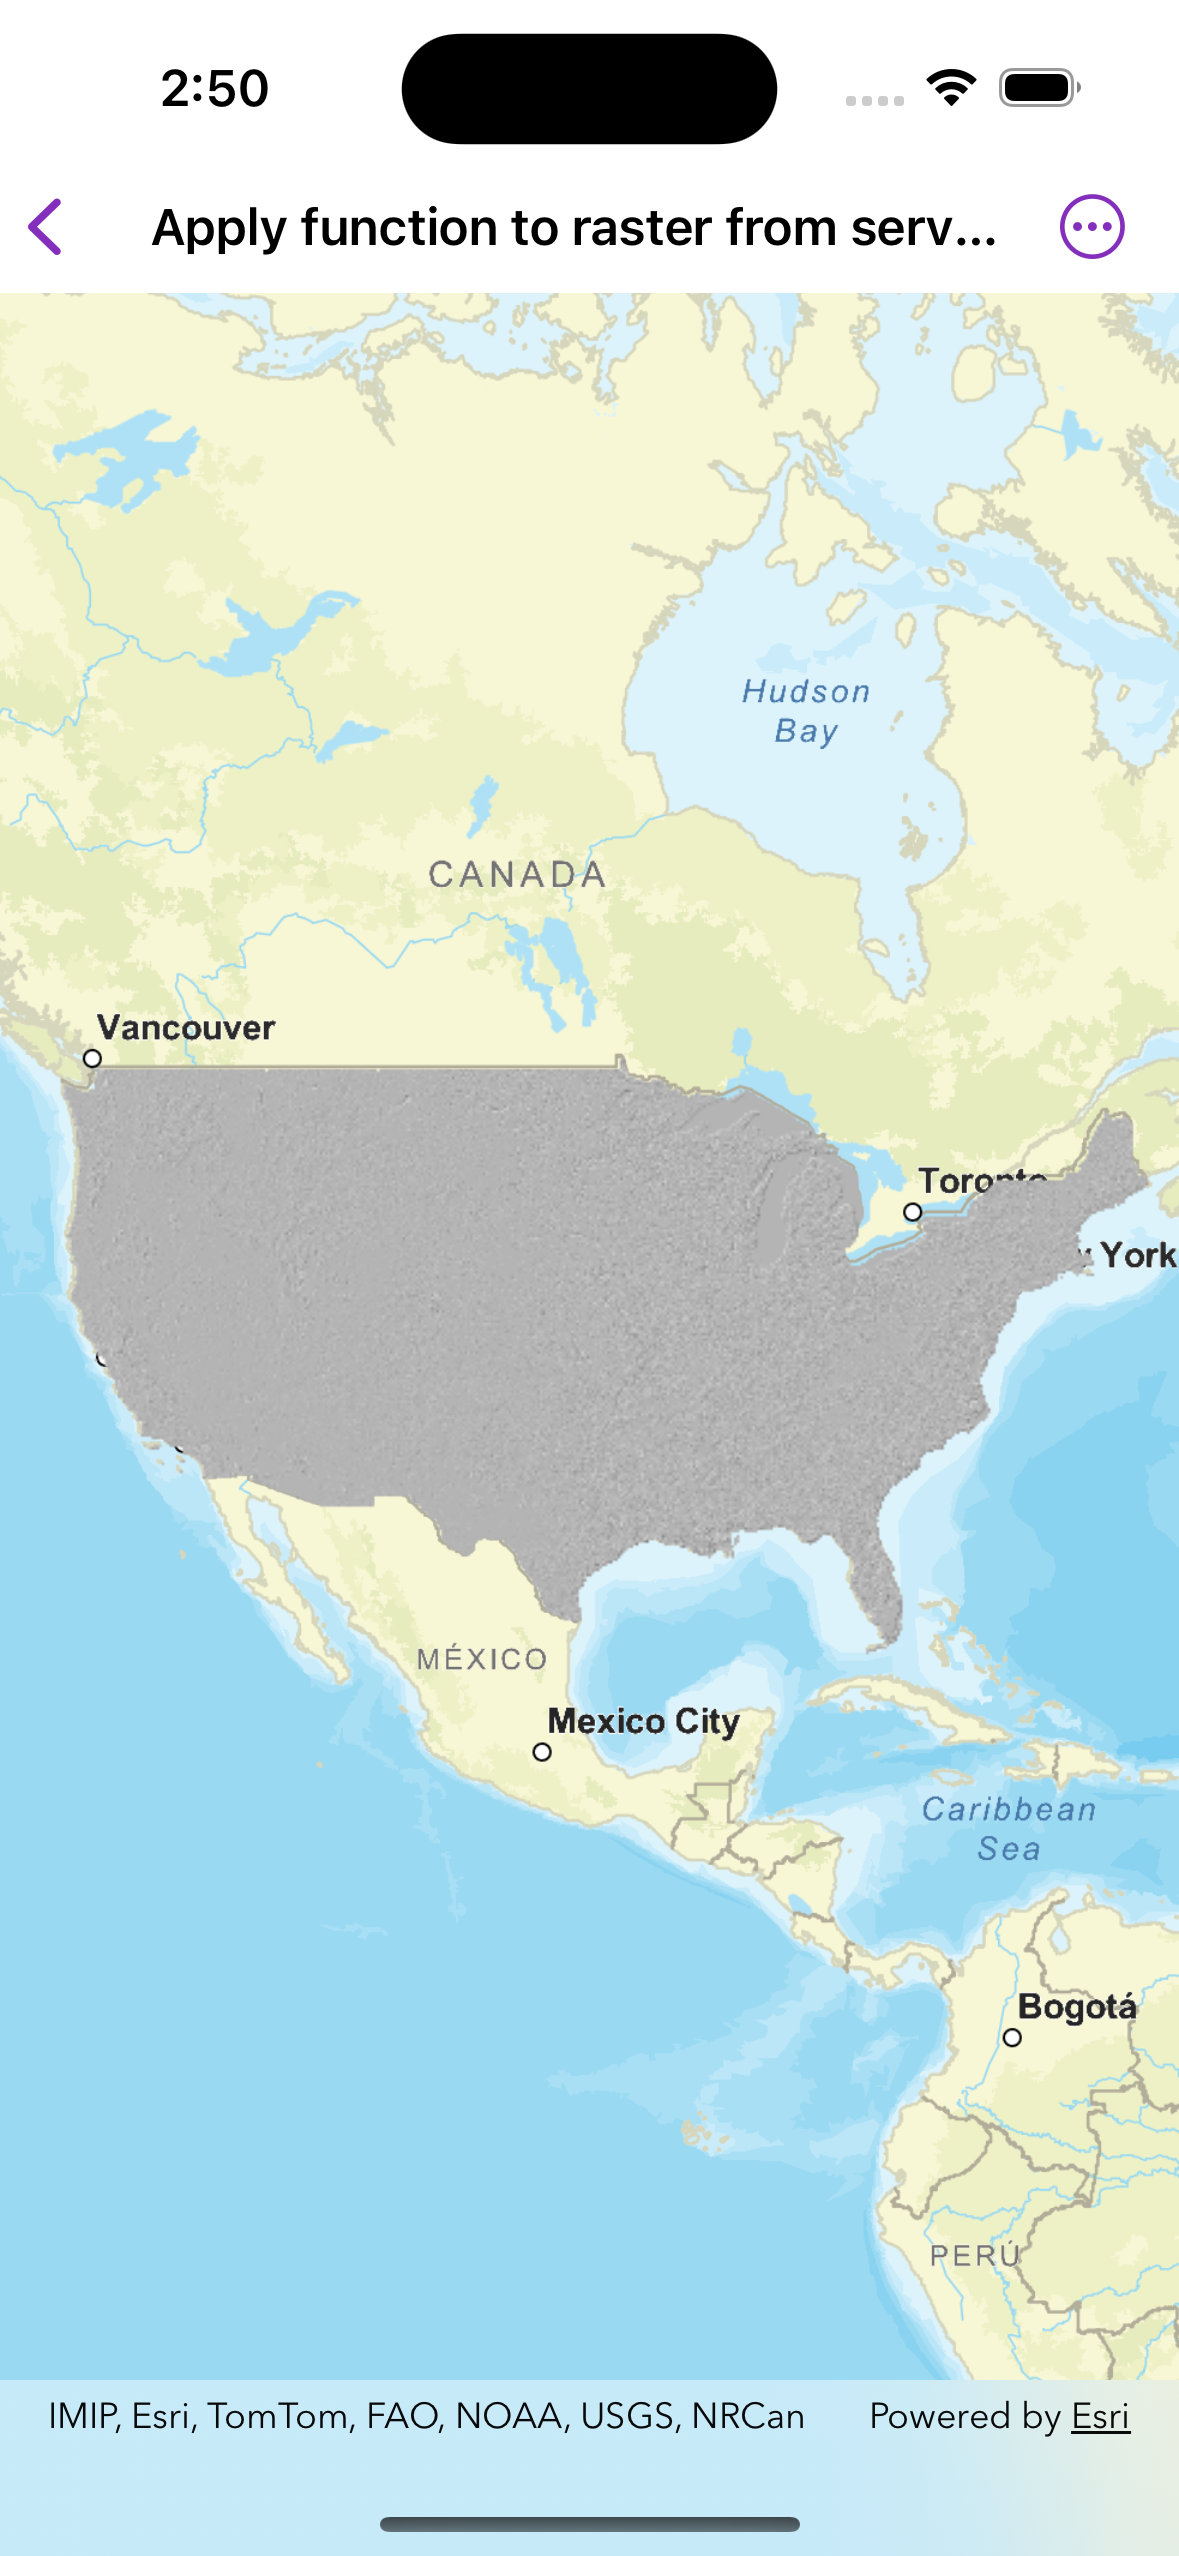 2:50
Apply function to raster from serv...
Hudson
Bay
CANADA
Vancouver
Toronto
York
MÉXICO
Mexico City
Caribbean
Sea
Bogotá
PERÚ
IMIP, Esri, TomTom, FAO, NOAA, USGS, NRCan
Powered by Esri